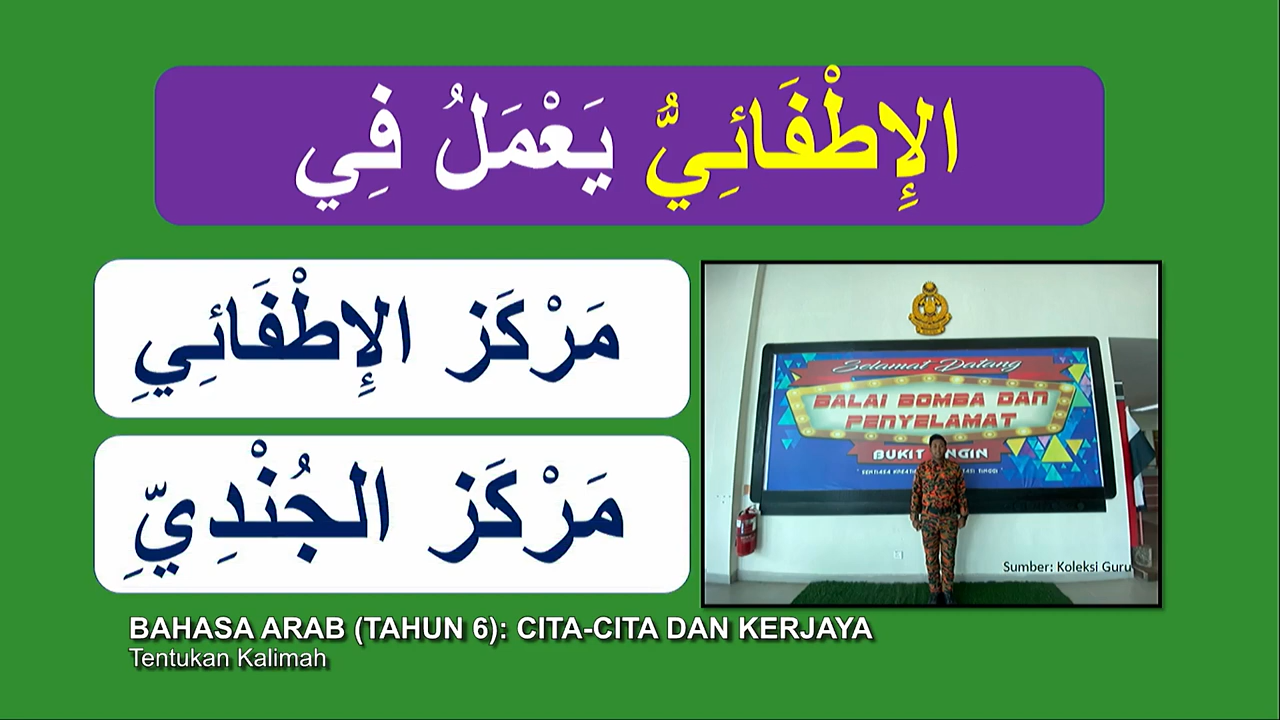 الإِطْفَائِيُّ يَعْمَلُ فِي
مَرْكَز الإِطْفَائِيِ
مَرْكَز الجُنْدِيِّ
Selamat Datang
BALAI BOMBA DAN
PENYELAMAT
BUKIT
Sumber: Koleksi Guru
BAHASA ARAB (TAHUN 6): CITA-CITA DAN KERJAYA
Tentukan Kalimah